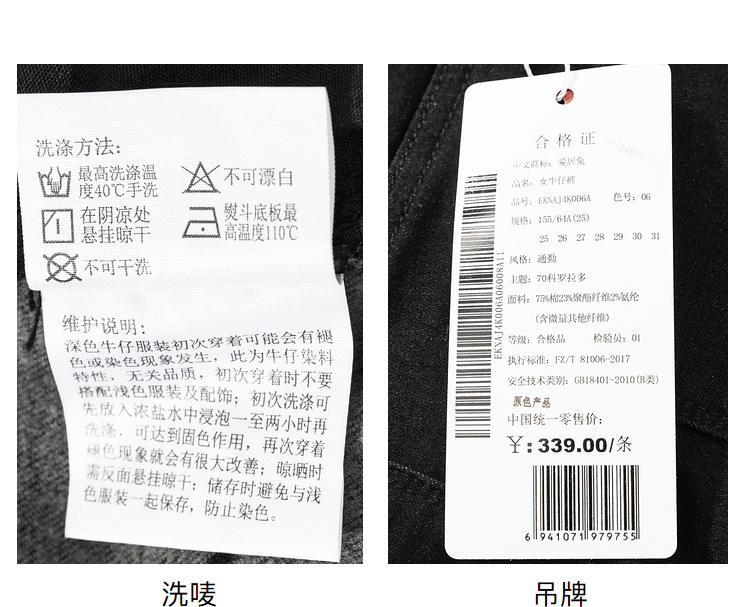 洗涤方法:
最高洗涤温
度40℃手洗
不可漂白
在阴凉处
悬挂晾干
熨斗底板最
高温度110℃
不可干洗
维护说明:
深色牛仔服装初次穿着可能会有褪
色或染色现象发生，此为牛仔染料
特性，无关品质，初次穿着时不要
搭配浅色服装及配饰；初次洗涤可
先放入浓盐水中浸泡一至两小时再
洗涤，可达到固色作用，再次穿着
褪色现象就会有很大改善；晾晒时
需反面悬挂晾干；储存时避免与浅
色服装一起保存，防止染色。
洗唛
合格证
中文商标: 爱居兔
品名: 女牛仔裤
品号: EKNAJ4K006A 色号: 06
规格: 155/64A(25)
25 26 27 28 29 30 31
风格: 通勤
主题: 70科罗拉多
面料: 75%棉23%聚酯纤维2%氨纶
(含微量其他纤维)
等级: 合格品 检验员: 01
执行标准: FZ/T 81006-2017
安全技术类别: GB18401-2010(B类)
原色产品
中国统一零售价:
¥: 339.00/条
EKNAJ4K006A06008A11
6 941071 979755
吊牌